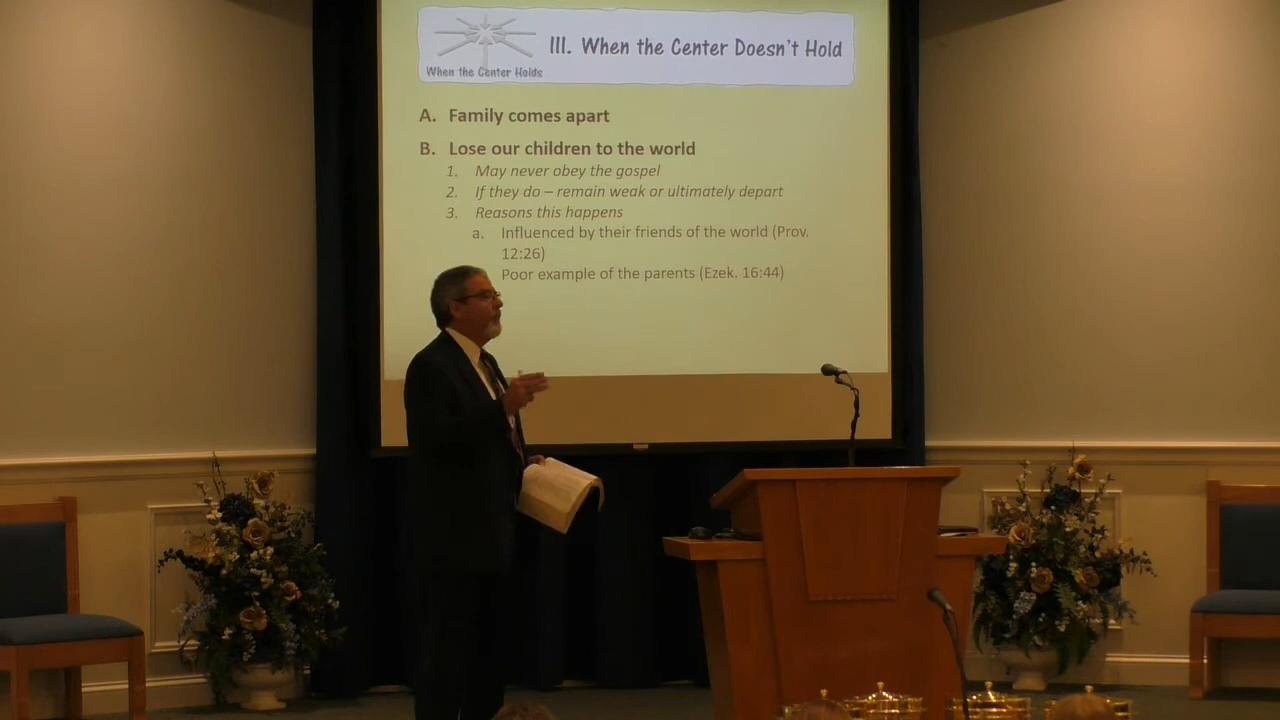 III. When the Center Doesn't Hold
When the Center Holds
A. Family comes apart
B. Lose our children to the world
1. May never obey the gospel
2. If they do – remain weak or ultimately depart
3. Reasons this happens
a. Influenced by their friends of the world (Prov.
12:26)
Poor example of the parents (Ezek. 16:44)